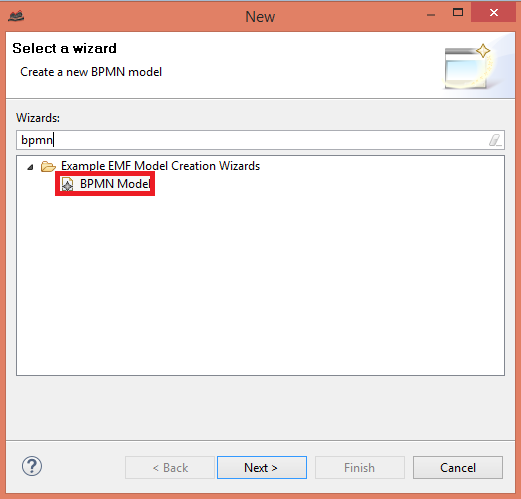 New
Select a wizard
Create a new BPMN model
Wizards:
bpmn
Example EMF Model Creation Wizards
BPMN Model
?
< Back
Next >
Finish
Cancel